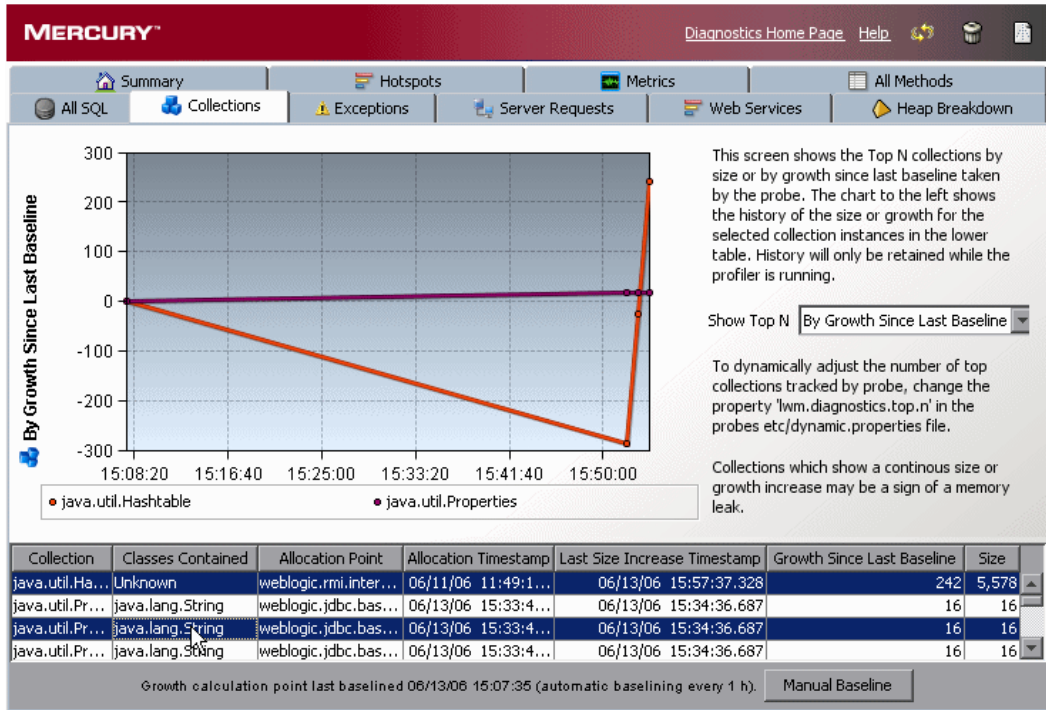 MERCURY™
Diagnostics Home Page Help
Summary Hotspots Metrics All Methods
All SQL Collections Exceptions Server Requests Web Services Heap Breakdown
By Growth Since Last Baseline
300
200
100
0
-100
-200
-300
15:08:20 15:16:40 15:25:00 15:33:20 15:41:40 15:50:00
java.util.Hashtable java.util.Properties
This screen shows the Top N collections by
size or by growth since last baseline taken
by the probe. The chart to the left shows
the history of the size or growth for the
selected collection instances in the lower
table. History will only be retained while the
profiler is running.
Show Top N By Growth Since Last Baseline
To dynamically adjust the number of top
collections tracked by probe, change the
property 'lwm.diagnostics.top.n' in the
probes etc/dynamic.properties file.
Collections which show a continous size or
growth increase may be a sign of a memory
leak.
Collection Classes Contained Allocation Point Allocation Timestamp Last Size Increase Timestamp Growth Since Last Baseline Size
java.util.Ha... Unknown weblogic.rmi.inter... 06/11/06 11:49:1... 06/13/06 15:57:37.328 242 5,578
java.util.Pr... java.lang.String weblogic.jdbc.bas... 06/13/06 15:33:4... 06/13/06 15:34:36.687 16 16
java.util.Pr... java.lang.String weblogic.jdbc.bas... 06/13/06 15:33:4... 06/13/06 15:34:36.687 16 16
java.util.Pr... java.lang.String weblogic.jdbc.bas... 06/13/06 15:33:4... 06/13/06 15:34:36.687 16 16
Growth calculation point last baselined 06/13/06 15:07:35 (automatic baselining every 1 h). Manual Baseline